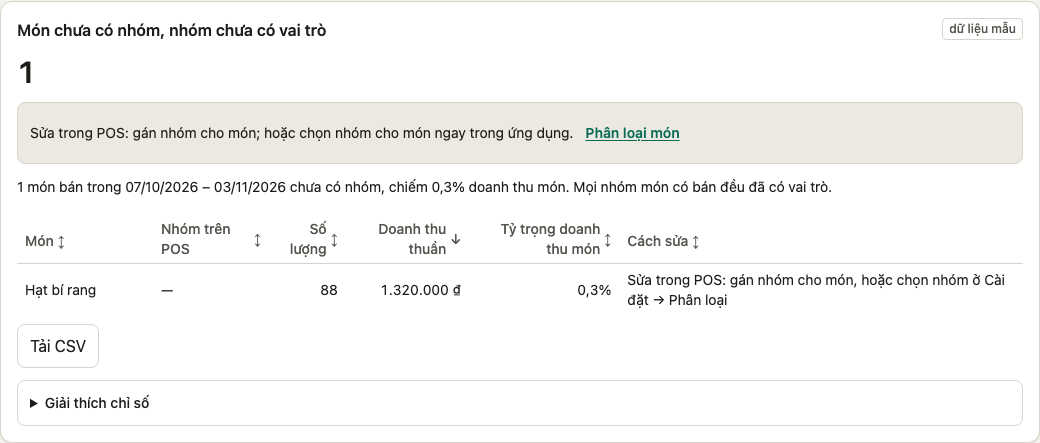 Món chưa có nhóm, nhóm chưa có vai trò
dữ liệu mẫu
1
Sửa trong POS: gán nhóm cho món; hoặc chọn nhóm cho món ngay trong ứng dụng. Phân loại món
1 món bán trong 07/10/2026 – 03/11/2026 chưa có nhóm, chiếm 0,3% doanh thu món. Mọi nhóm món có bán đều đã có vai trò.
Món ↕
Nhóm trên
POS ↕
Số
lượng ↕
Doanh thu
thuần ↓
Tỷ trọng doanh
thu món ↕
Cách sửa ↕
Hạt bí rang
—
88
1.320.000 ₫
0,3%
Sửa trong POS: gán nhóm cho món, hoặc chọn nhóm ở Cài
đặt → Phân loại
Tải CSV
▶ Giải thích chỉ số